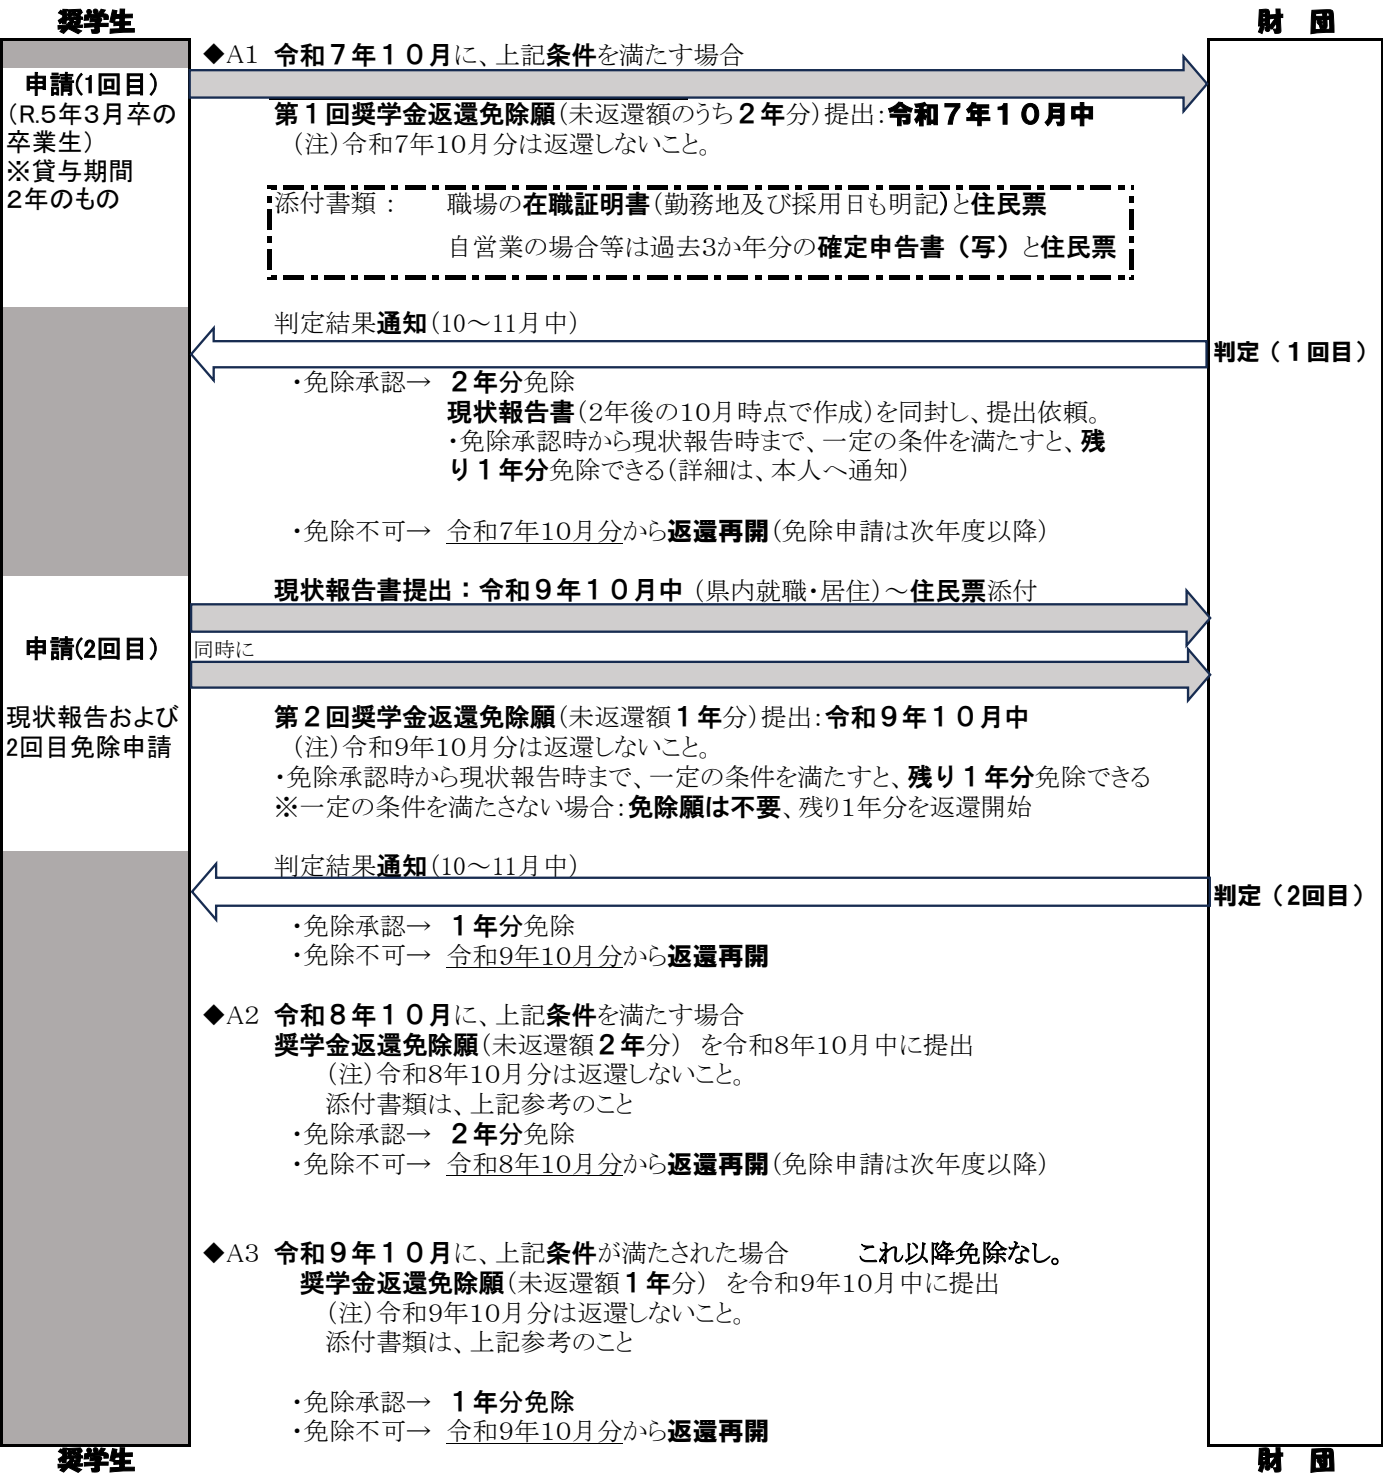 奨学生
財　団
◆A1 令和７年１０月に、上記条件を満たす場合
申請(1回目)
(R.5年3月卒の
卒業生)
※貸与期間
2年のもの
第１回奨学金返還免除願(未返還額のうち２年分)提出:令和７年１０月中
(注)令和7年10月分は返還しないこと。
添付書類：　職場の在職証明書(勤務地及び採用日も明記)と住民票
自営業の場合等は過去3か年分の確定申告書（写）と住民票
判定結果通知(10～11月中)
判定（１回目）
・免除承認→ ２年分免除
現状報告書(2年後の10月時点で作成)を同封し、提出依頼。
・免除承認時から現状報告時まで、一定の条件を満たすと、残
り１年分免除できる(詳細は、本人へ通知)
・免除不可→ 令和7年10月分から返還再開(免除申請は次年度以降)
現状報告書提出：令和９年１０月中 (県内就職・居住)～住民票添付
申請(2回目)
同時に
現状報告および
2回目免除申請
第２回奨学金返還免除願(未返還額１年分)提出:令和９年１０月中
(注)令和9年10月分は返還しないこと。
・免除承認時から現状報告時まで、一定の条件を満たすと、残り１年分免除できる
※一定の条件を満たさない場合:免除願は不要、残り1年分を返還開始
判定結果通知(10～11月中)
判定（2回目）
・免除承認→ １年分免除
・免除不可→ 令和9年10月分から返還再開
◆A2 令和８年１０月に、上記条件を満たす場合
奨学金返還免除願(未返還額２年分) を令和8年10月中に提出
(注)令和8年10月分は返還しないこと。
添付書類は、上記参考のこと
・免除承認→ ２年分免除
・免除不可→ 令和8年10月分から返還再開(免除申請は次年度以降)
◆A3 令和９年１０月に、上記条件が満たされた場合　これ以降免除なし。
奨学金返還免除願(未返還額１年分) を令和9年10月中に提出
(注)令和9年10月分は返還しないこと。
添付書類は、上記参考のこと
・免除承認→ １年分免除
・免除不可→ 令和9年10月分から返還再開
奨学生
財　団